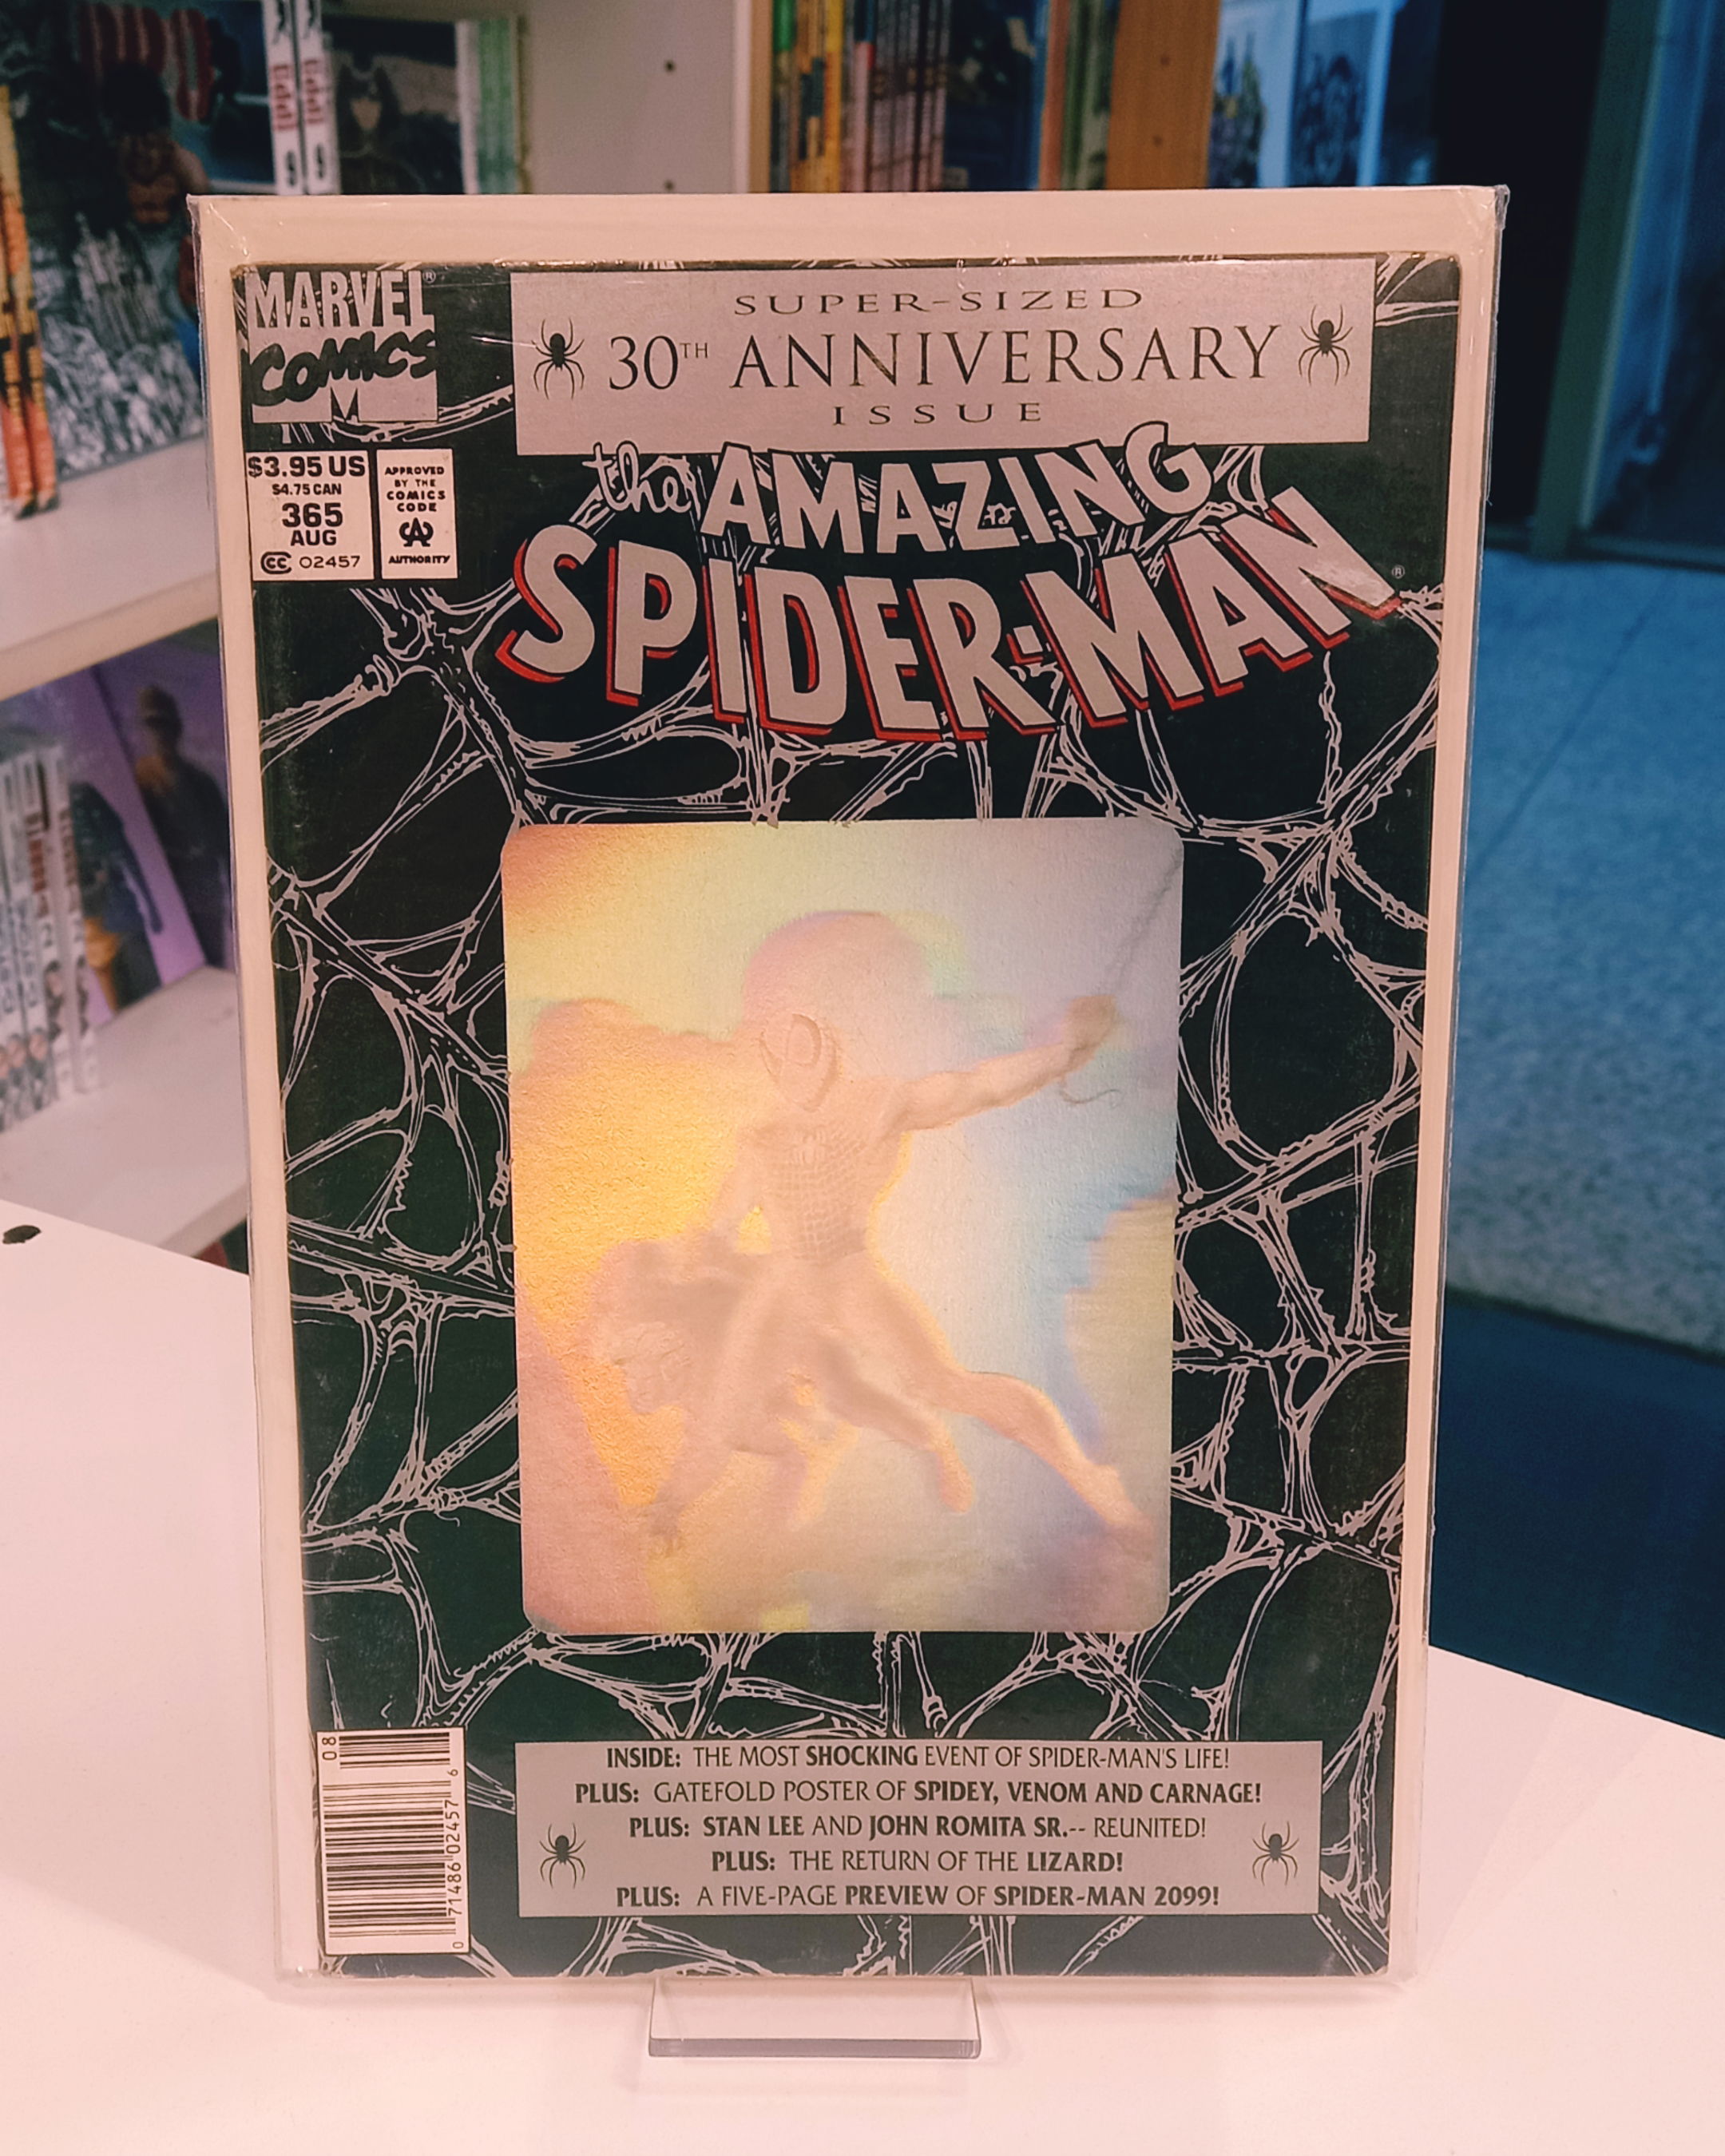 MARVEL®
COMICS
$3.95 US
$4.75 CAN
365
AUG
CC 02457
APPROVED
BY THE
COMICS
CODE
CA
AUTHORITY
SUPER-SIZED
30TH ANNIVERSARY
ISSUE
the AMAZING
SPIDER-MAN®
08
0 71486 02457 6
INSIDE: THE MOST SHOCKING EVENT OF SPIDER-MAN'S LIFE!
PLUS: GATEFOLD POSTER OF SPIDEY, VENOM AND CARNAGE!
PLUS: STAN LEE AND JOHN ROMITA SR.-- REUNITED!
PLUS: THE RETURN OF THE LIZARD!
PLUS: A FIVE-PAGE PREVIEW OF SPIDER-MAN 2099!